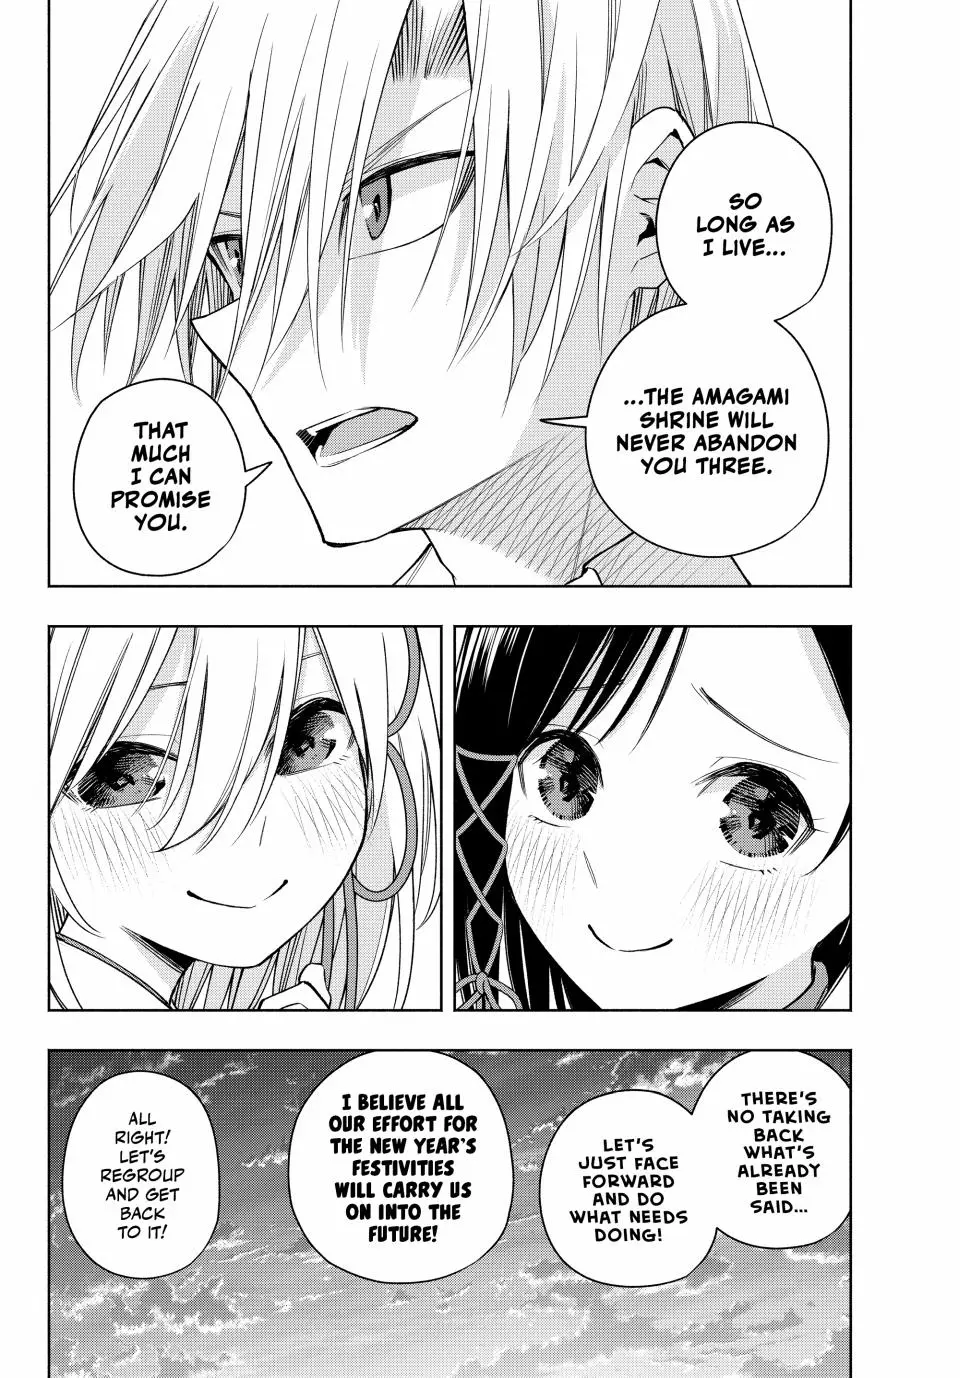 SO
LONG AS
I LIVE...
...THE AMAGAMI
SHRINE WILL
NEVER ABANDON
YOU THREE.
THAT
MUCH
I CAN
PROMISE
YOU.
THERE'S
NO TAKING
BACK
WHAT'S
ALREADY
BEEN
SAID...
LET'S
JUST FACE
FORWARD
AND DO
WHAT NEEDS
DOING!
I BELIEVE ALL
OUR EFFORT FOR
THE NEW YEAR'S
FESTIVITIES
WILL CARRY US
ON INTO THE
FUTURE!
ALL
RIGHT!
LET'S
REGROUP
AND GET
BACK
TO IT!